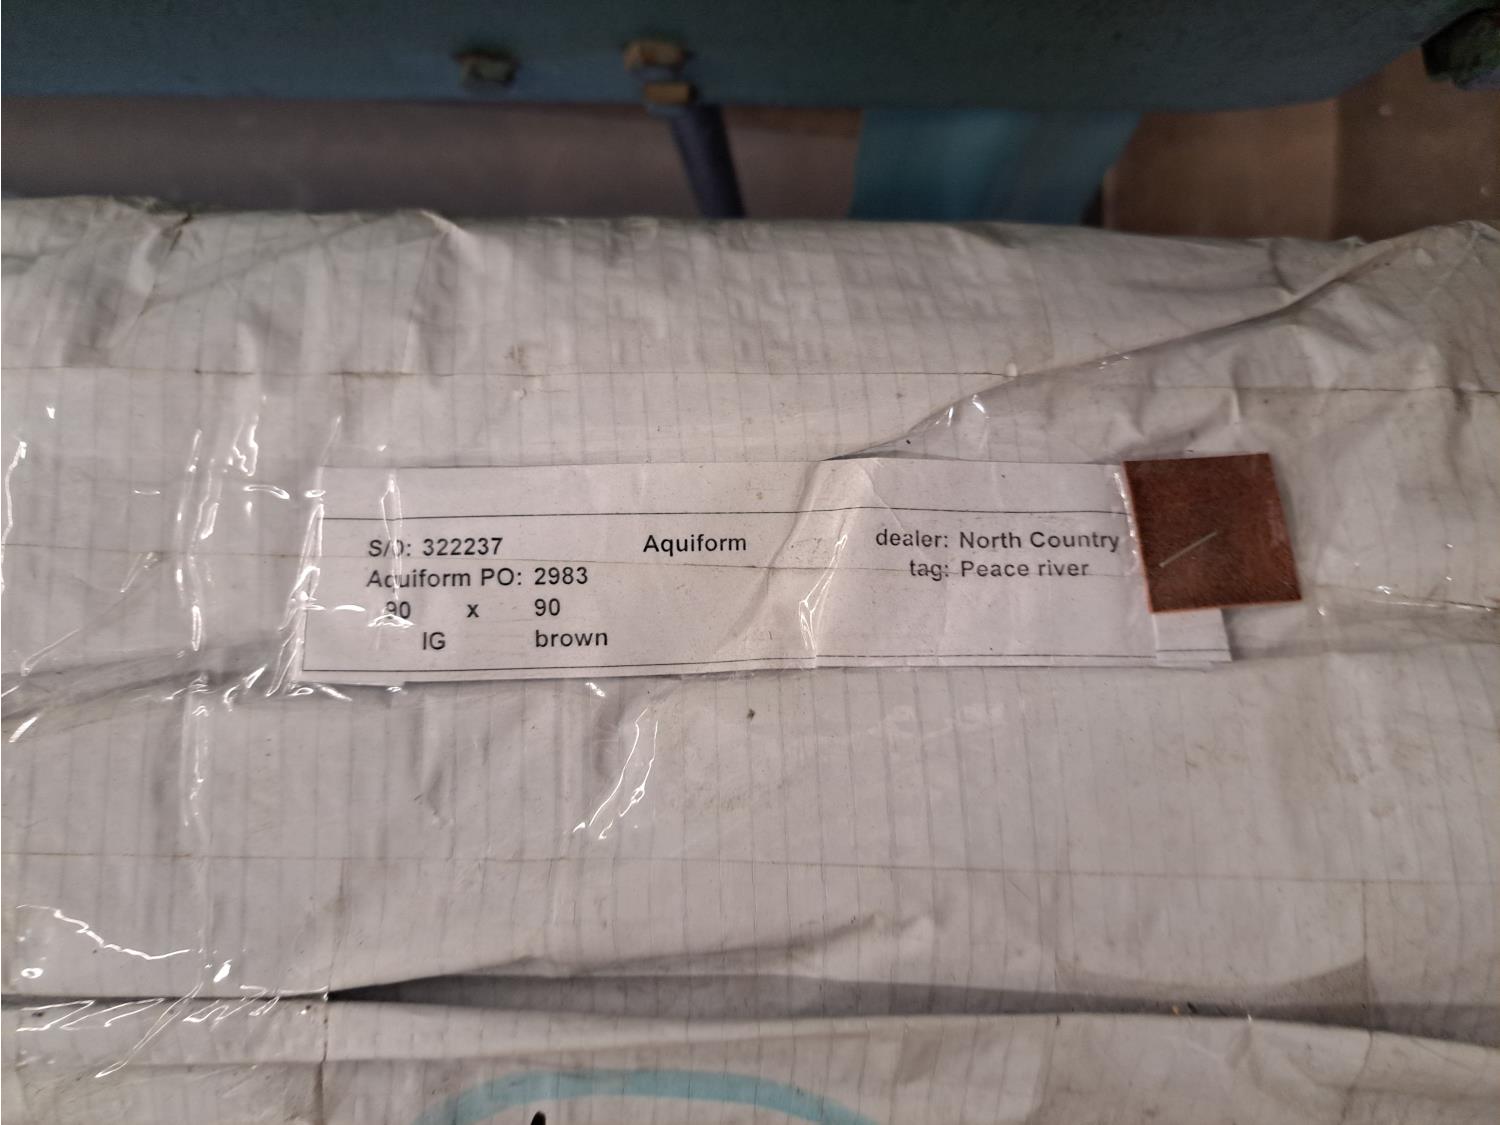 S/O: 322237 Aquiform dealer: North Country
Aquiform PO: 2983 tag: Peace river
90 x 90
IG brown